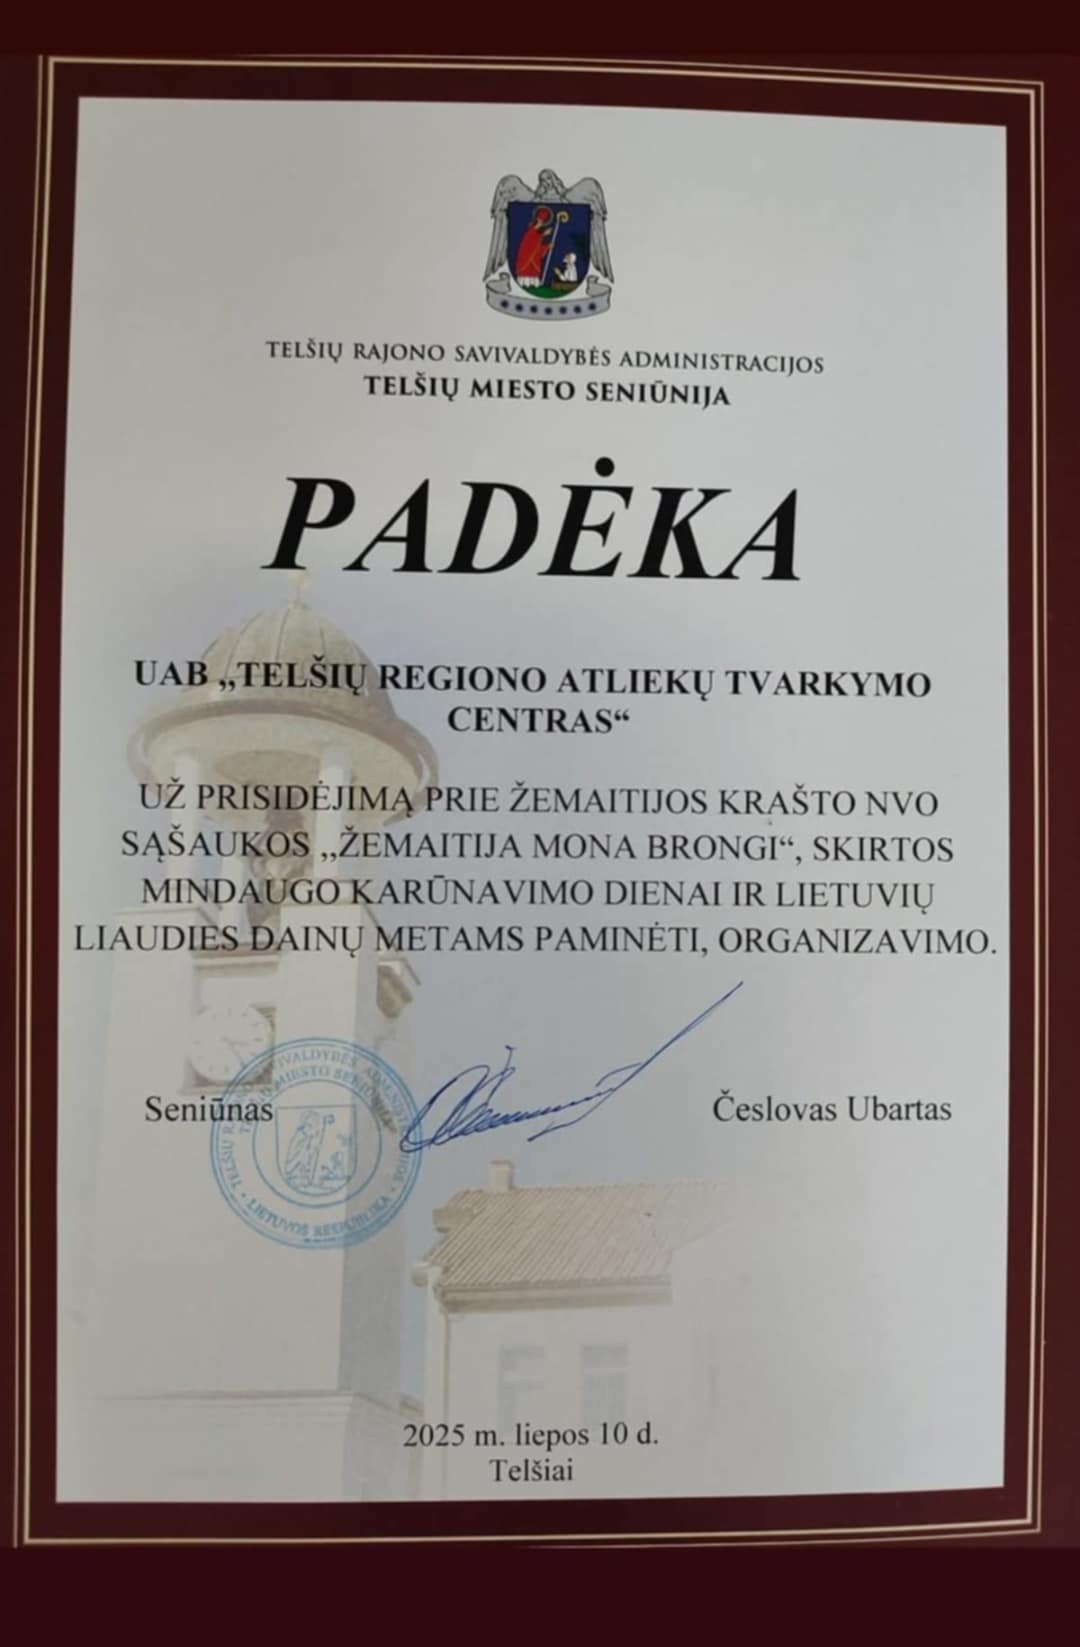 TELŠIŲ RAJONO SAVIVALDYBĖS ADMINISTRACIJOS
TELŠIŲ MIESTO SENIŪNIJA
PADĖKA
UAB „TELŠIŲ REGIONO ATLIEKŲ TVARKYMO
CENTRAS“
UŽ PRISIDĖJIMĄ PRIE ŽEMAITIJOS KRAŠTO NVO
SĄŠAUKOS „ŽEMAITIJA MONA BRONGI“, SKIRTOS
MINDAUGO KARŪNAVIMO DIENAI IR LIETUVIŲ
LIAUDIES DAINŲ METAMS PAMINĖTI, ORGANIZAVIMO.
Seniūnas
Česlovas Ubartas
LIETUVOS RESPUBLIKA
2025 m. liepos 10 d.
Telšiai